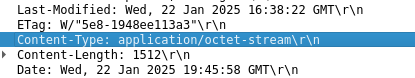 Last-Modified: Wed, 22 Jan 2025 16:38:22 GMT\r\n
ETag: W/"5e8-1948ee113a3"\r\n
Content-Type: application/octet-stream\r\n
Content-Length: 1512\r\n
Date: Wed, 22 Jan 2025 19:45:58 GMT\r\n